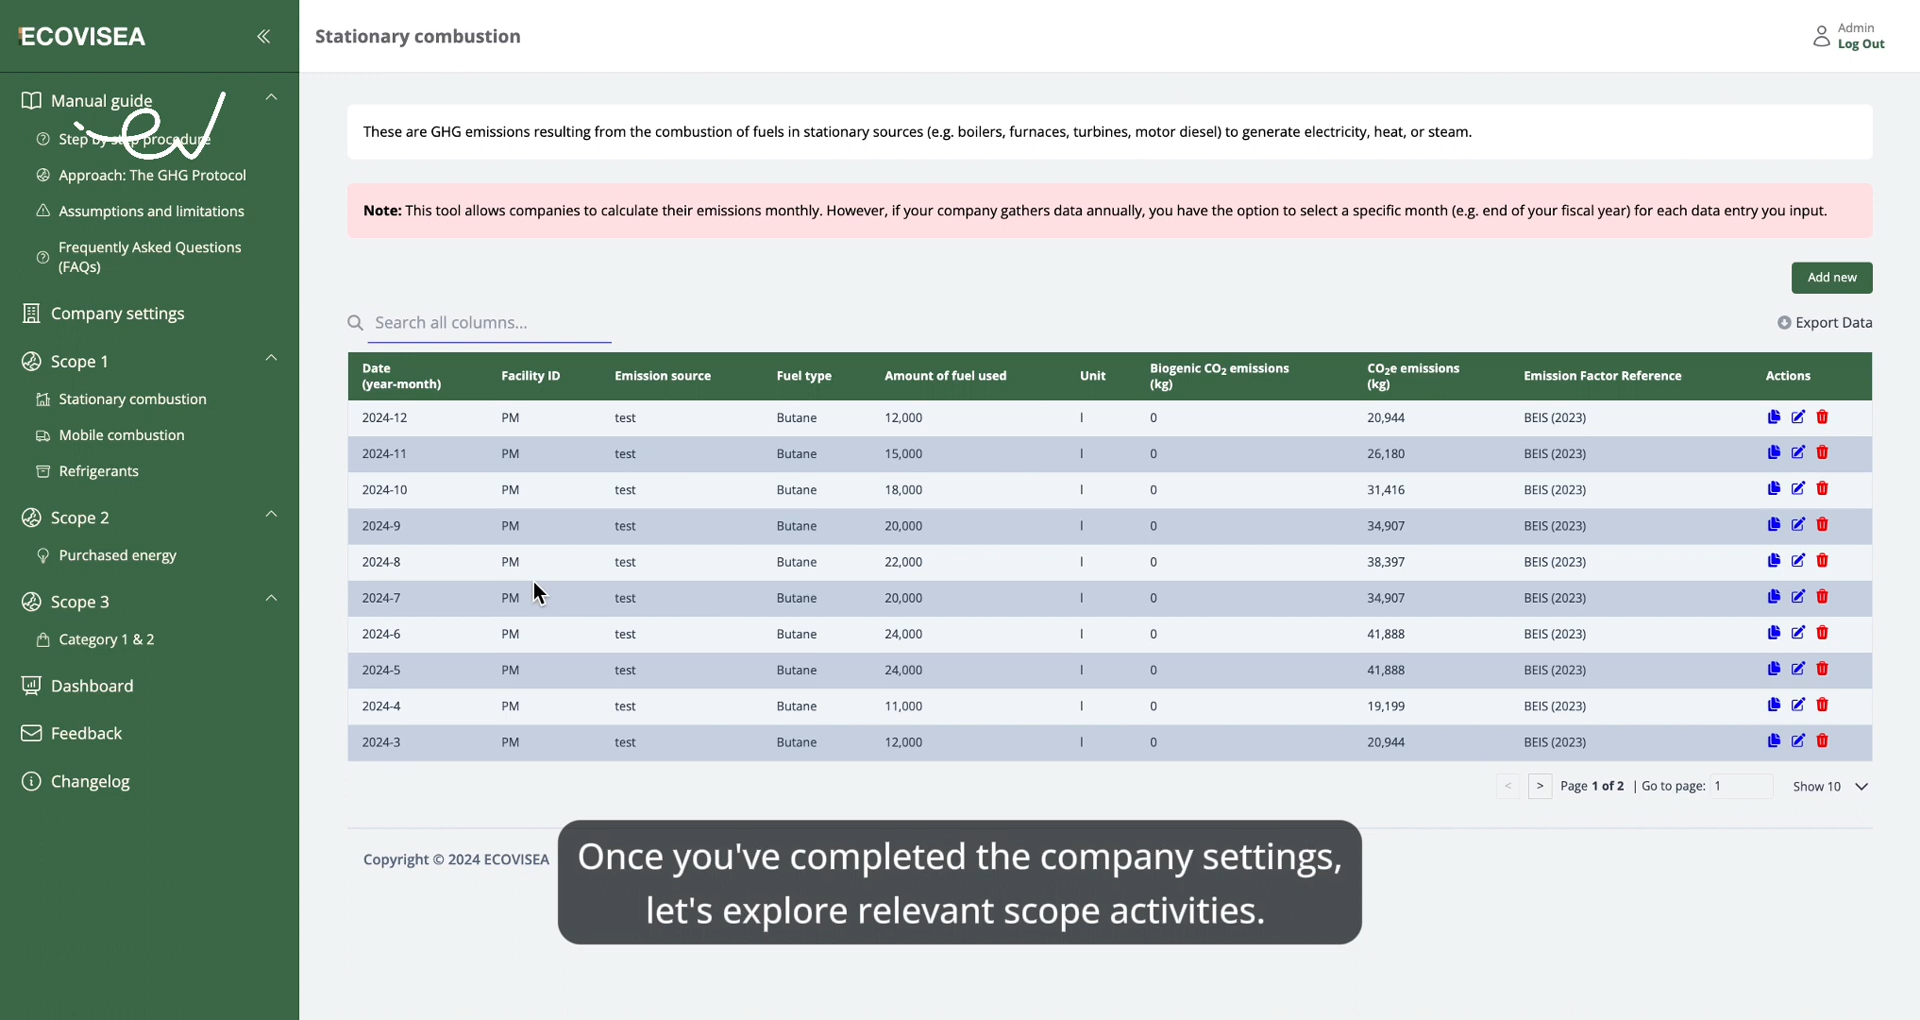 ECOVISEA
Stationary combustion
Admin
Log Out
Manual guide
Step by step procedure
Approach: The GHG Protocol
Assumptions and limitations
Frequently Asked Questions
(FAQs)
Company settings
Scope 1
Stationary combustion
Mobile combustion
Refrigerants
Scope 2
Purchased energy
Scope 3
Category 1 & 2
Dashboard
Feedback
Changelog
These are GHG emissions resulting from the combustion of fuels in stationary sources (e.g. boilers, furnaces, turbines, motor diesel) to generate electricity, heat, or steam.
Note: This tool allows companies to calculate their emissions monthly. However, if your company gathers data annually, you have the option to select a specific month (e.g. end of your fiscal year) for each data entry you input.
Add new
Search all columns...
Export Data
Date (year-month) Facility ID Emission source Fuel type Amount of fuel used Unit Biogenic CO₂ emissions (kg) CO₂e emissions (kg) Emission Factor Reference Actions
2024-12 PM test Butane 12,000 l 0 20,944 BEIS (2023)
2024-11 PM test Butane 15,000 l 0 26,180 BEIS (2023)
2024-10 PM test Butane 18,000 l 0 31,416 BEIS (2023)
2024-9 PM test Butane 20,000 l 0 34,907 BEIS (2023)
2024-8 PM test Butane 22,000 l 0 38,397 BEIS (2023)
2024-7 PM test Butane 20,000 l 0 34,907 BEIS (2023)
2024-6 PM test Butane 24,000 l 0 41,888 BEIS (2023)
2024-5 PM test Butane 24,000 l 0 41,888 BEIS (2023)
2024-4 PM test Butane 11,000 l 0 19,199 BEIS (2023)
2024-3 PM test Butane 12,000 l 0 20,944 BEIS (2023)
< > Page 1 of 2 | Go to page: 1 Show 10
Copyright © 2024 ECOVISEA
Once you've completed the company settings,
let's explore relevant scope activities.